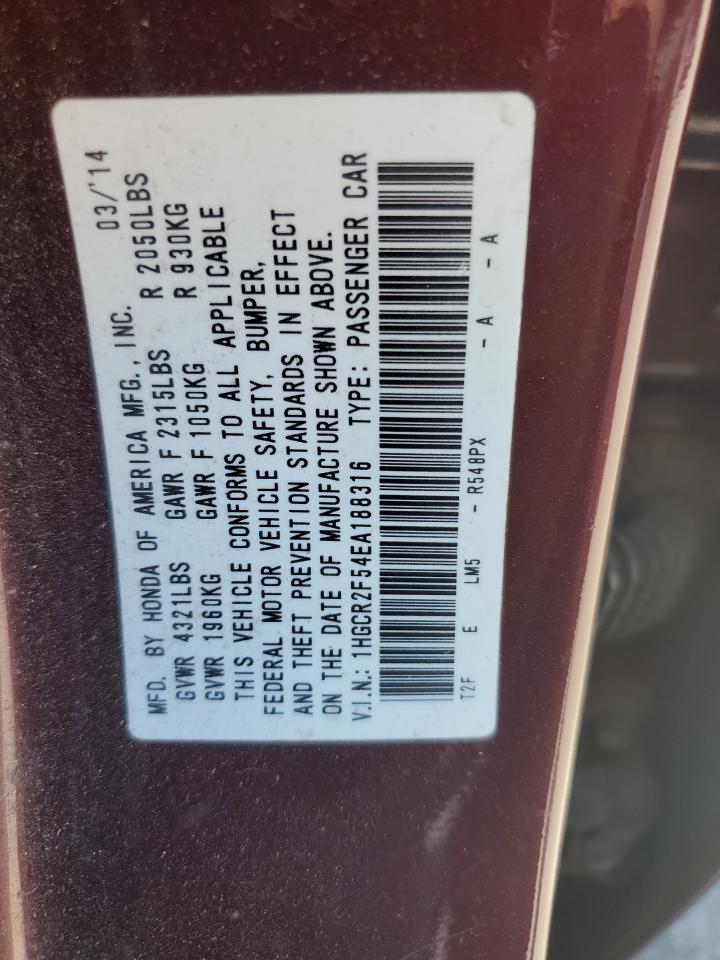 MFD. BY HONDA OF AMERICA MFG., INC. 03/'14
GVWR 4321LBS GAWR F 2315LBS R 2050LBS
GVWR 1960KG GAWR F 1050KG R 930KG
THIS VEHICLE CONFORMS TO ALL APPLICABLE
FEDERAL MOTOR VEHICLE SAFETY, BUMPER,
AND THEFT PREVENTION STANDARDS IN EFFECT
ON THE DATE OF MANUFACTURE SHOWN ABOVE.
V.I.N.: 1HGCR2F54EA188316 TYPE: PASSENGER CAR
T2F E LM5 - R548PX - A - A